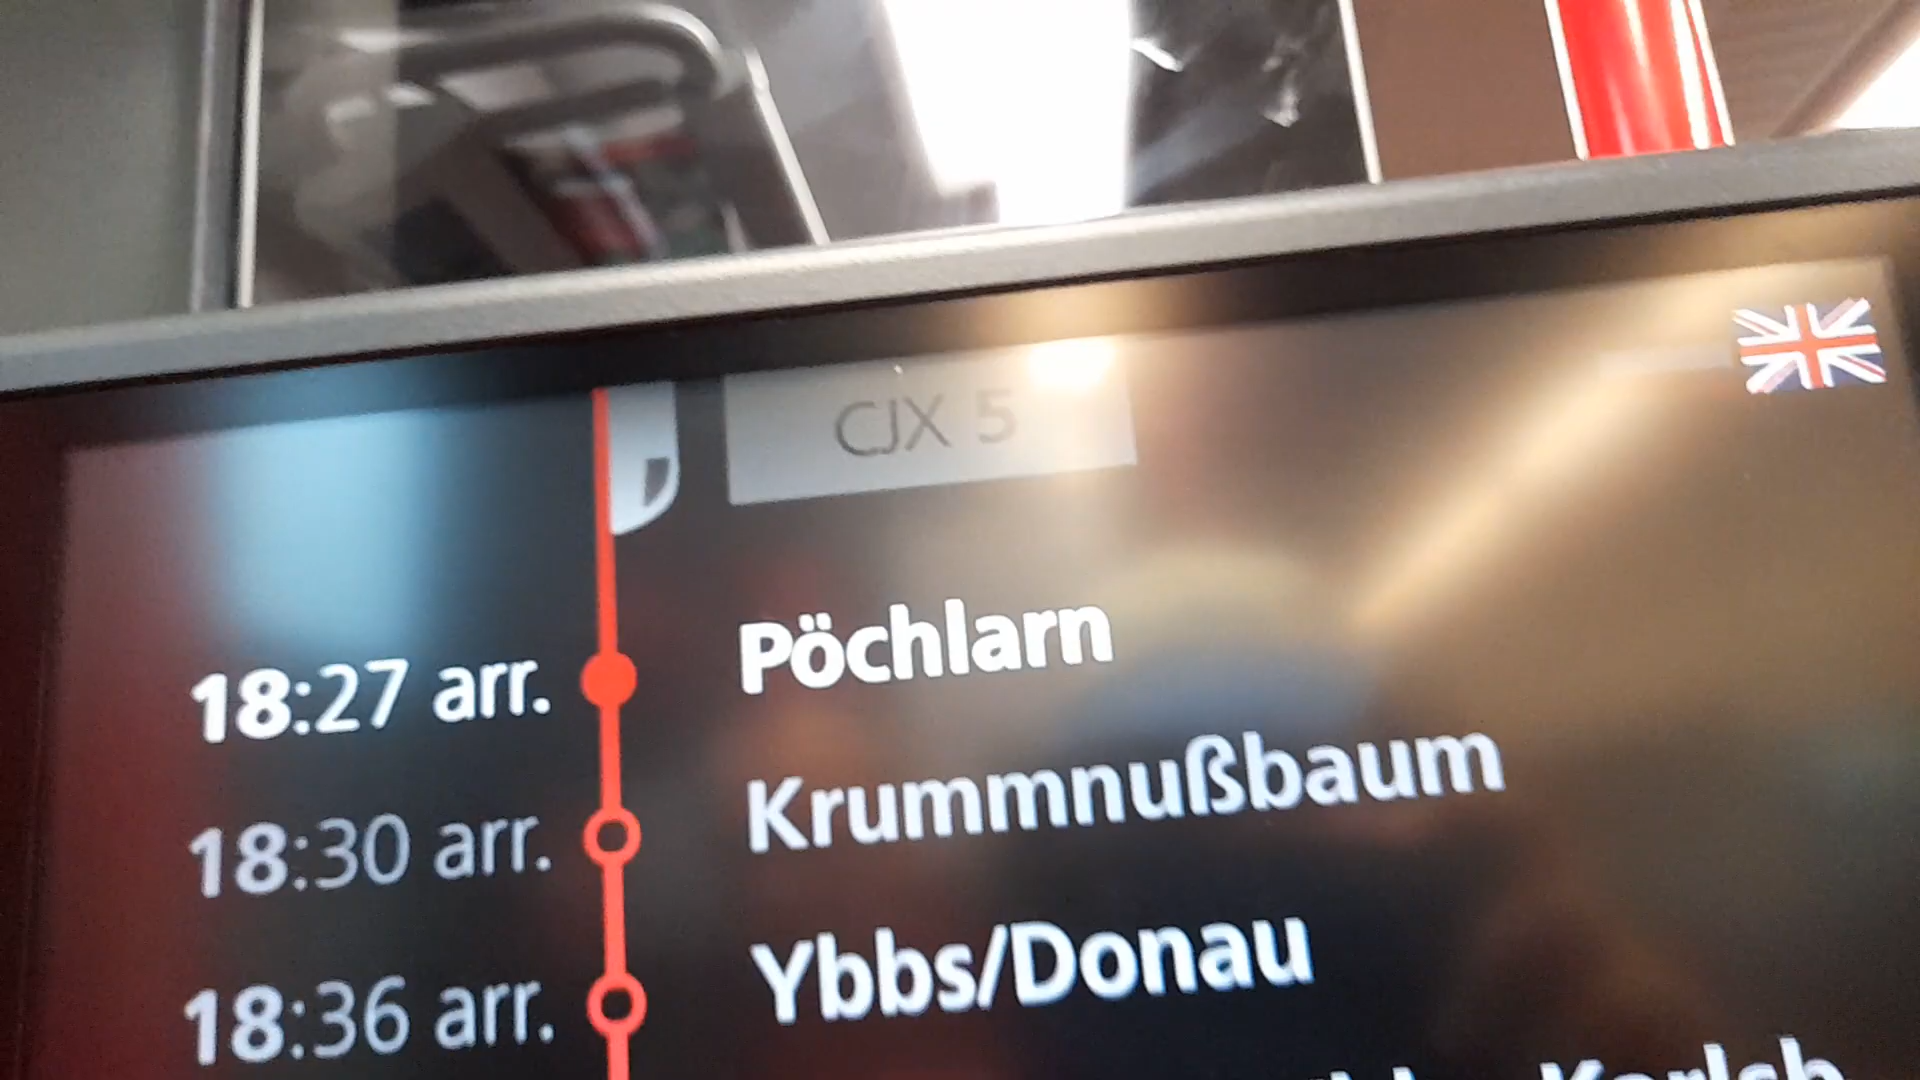 CJX 5
18:27 arr. Pöchlarn
18:30 arr. Krummnußbaum
18:36 arr. Ybbs/Donau